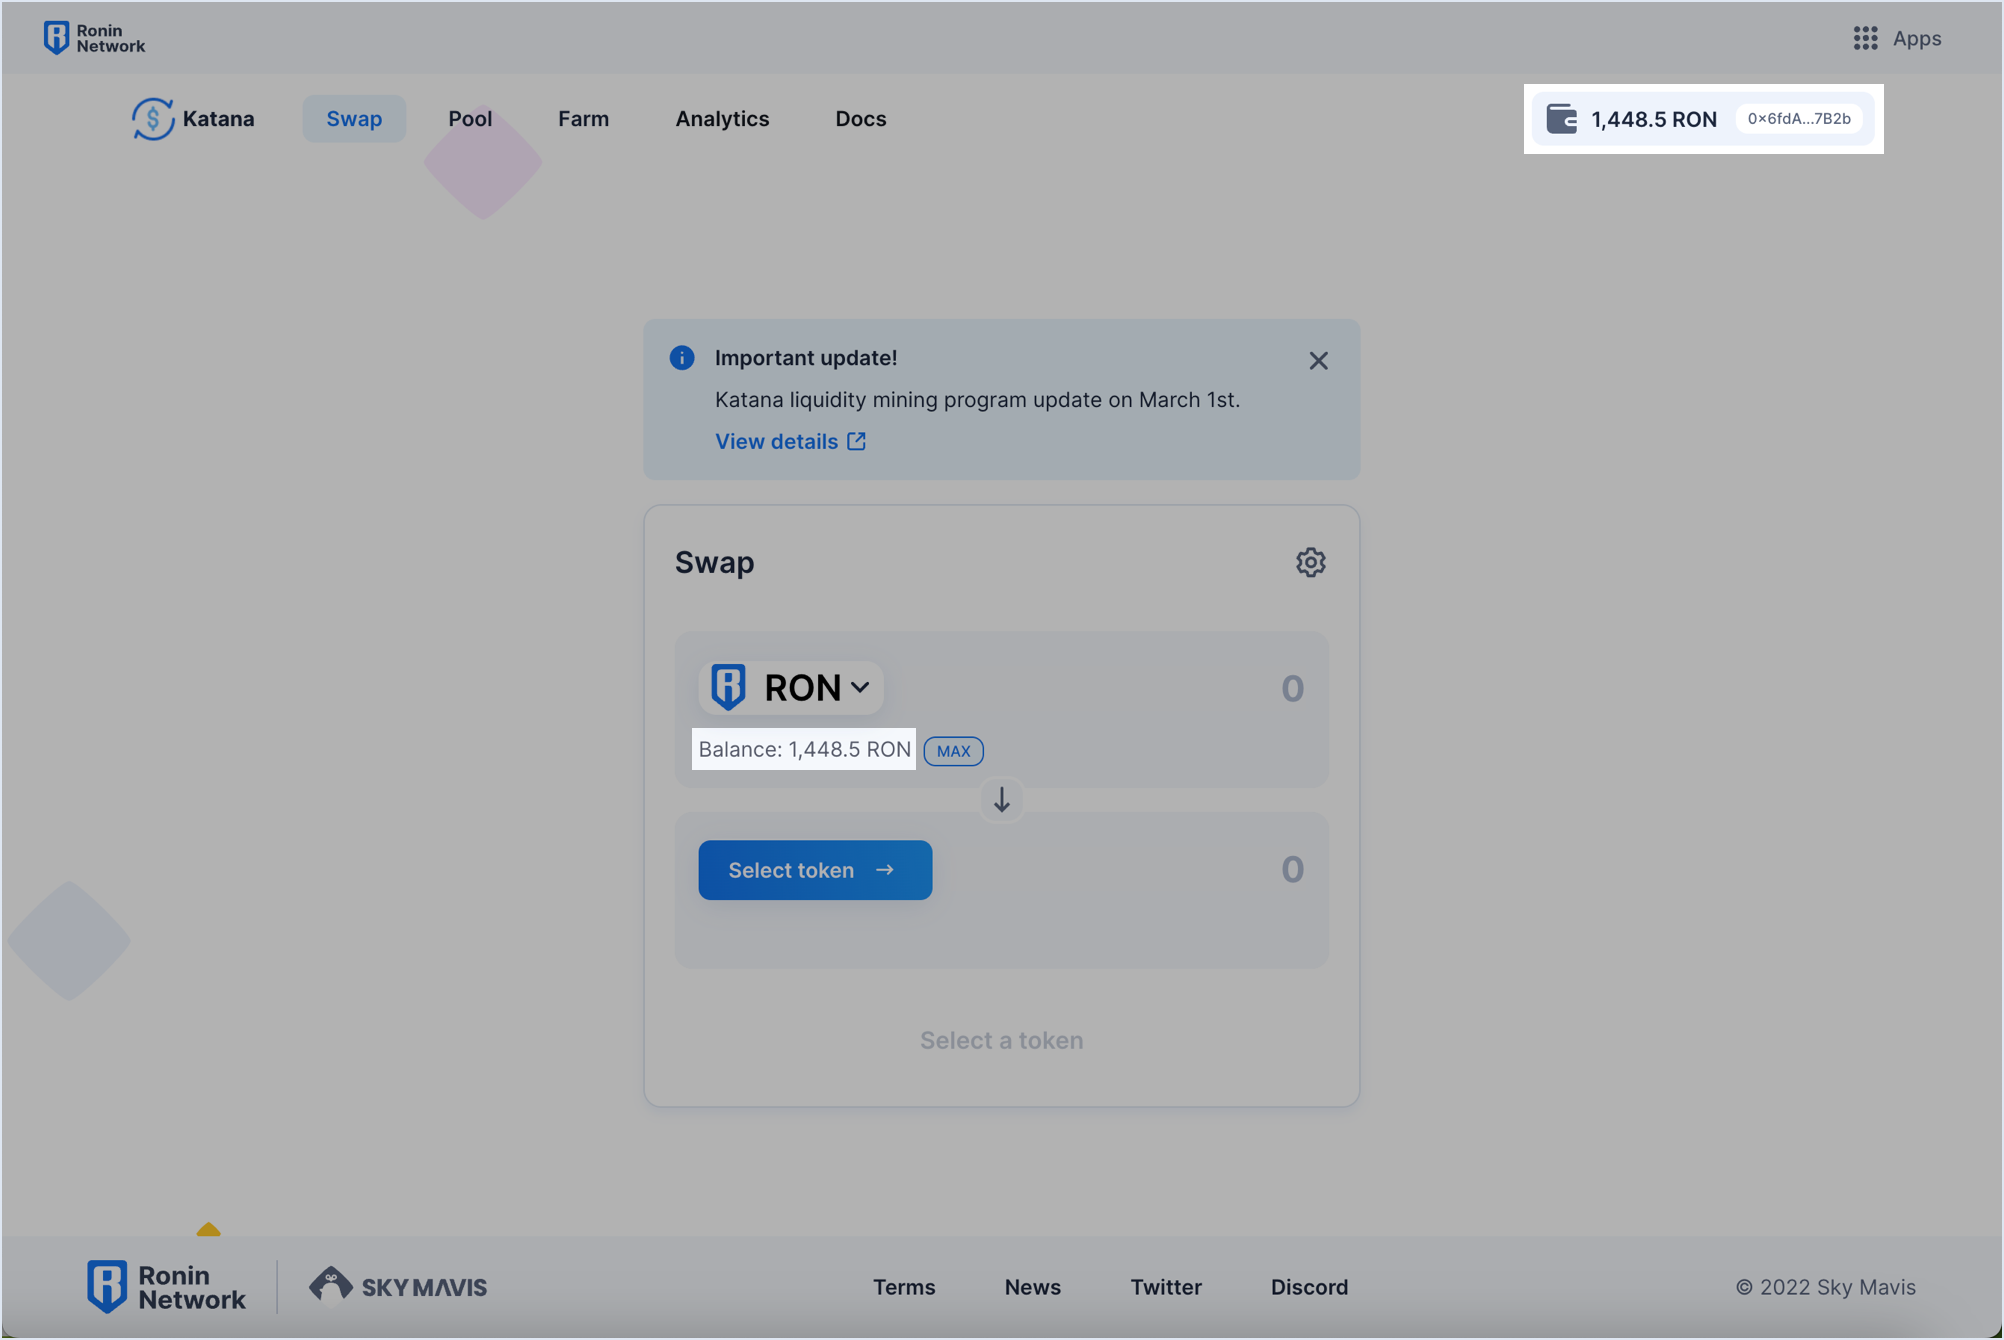 Ronin
Network
Apps
Katana
Swap
Pool
Farm
Analytics
Docs
1,448.5 RON
0x6fdA...7B2b
Important update!
Katana liquidity mining program update on March 1st.
View details
Swap
RON
0
Balance: 1,448.5 RON
MAX
Select token
0
Select a token
Ronin
Network
SKY MAVIS
Terms
News
Twitter
Discord
© 2022 Sky Mavis